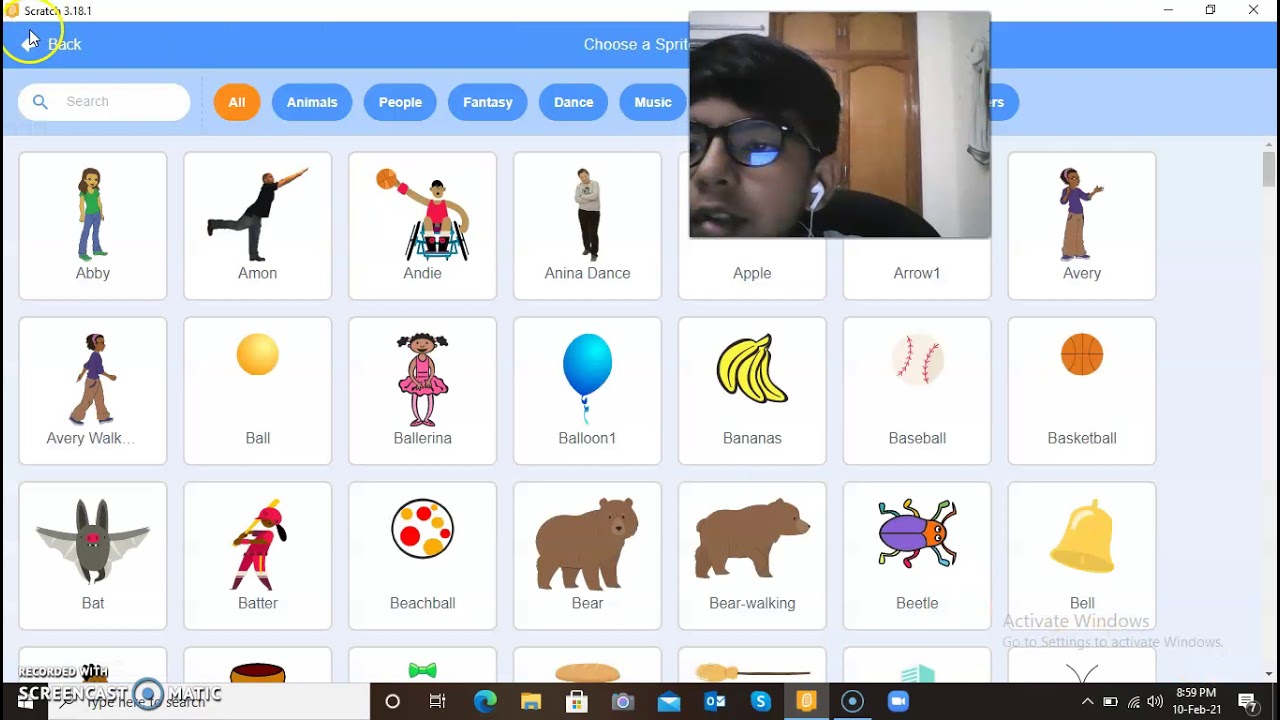 Scratch 3.18.1
Back
Choose a Sprit
Search
All Animals People Fantasy Dance Music ers
Abby Amon Andie Anina Dance Apple Arrow1 Avery
Avery Walk... Ball Ballerina Balloon1 Bananas Baseball Basketball
Bat Batter Beachball Bear Bear-walking Beetle Bell
Activate Windows
Go to Settings to activate Windows.
RECORDED WITH
SCREENCAST MATIC
Type here to search
8:59 PM
10-Feb-21
7